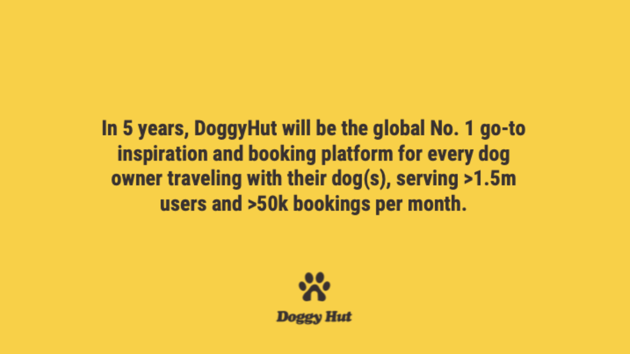 In 5 years, DoggyHut will be the global No. 1 go-to
inspiration and booking platform for every dog
owner traveling with their dog(s), serving >1.5m
users and >50k bookings per month.
Doggy Hut